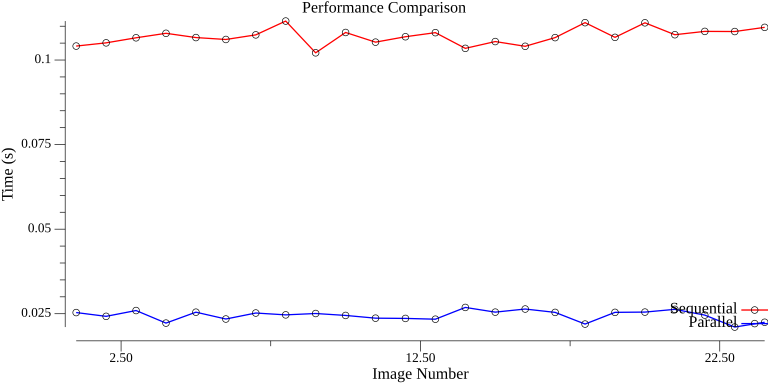 Performance Comparison
0.1
0.075
0.05
0.025
Time (s)
Sequential
Parallel
2.50
12.50
22.50
Image Number